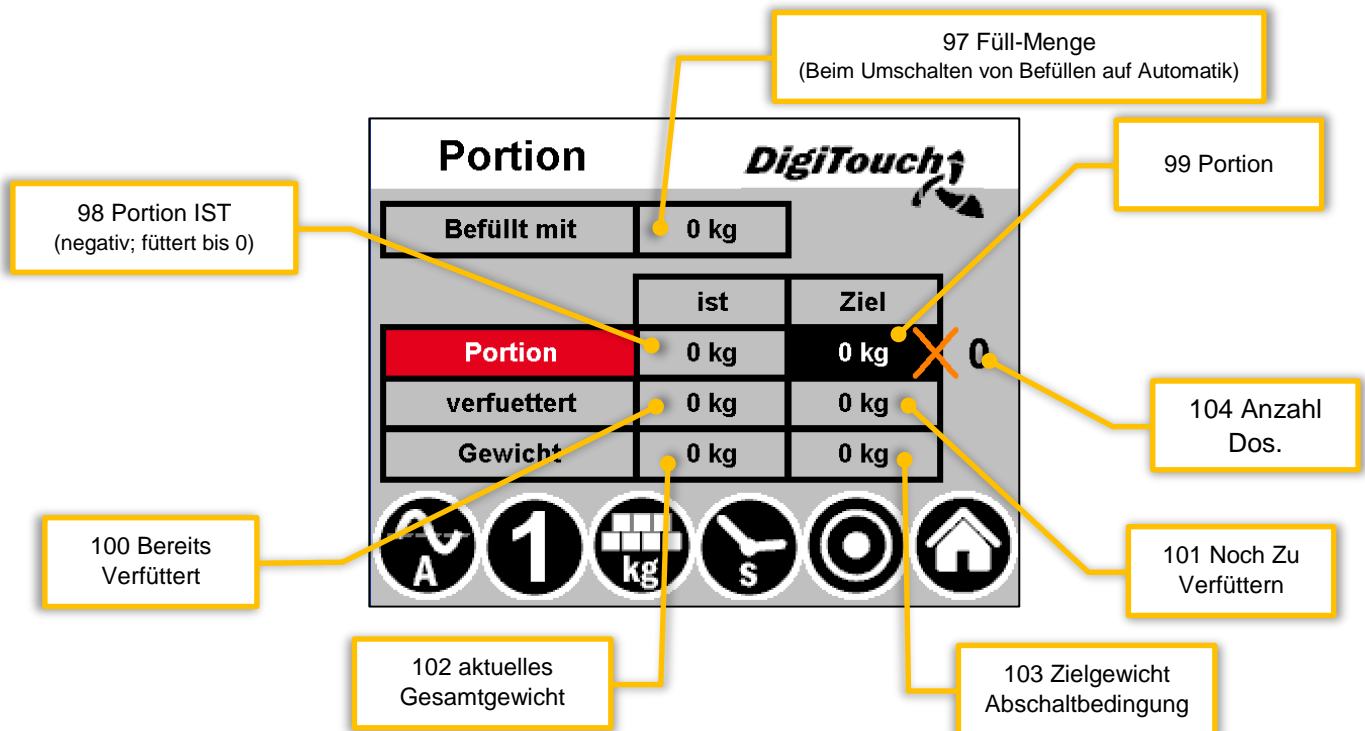 97 Füll-Menge
(Beim Umschalten von Befüllen auf Automatik)
98 Portion IST
(negativ; füttert bis 0)
99 Portion
Portion
DigiTouch
Befüllt mit 0 kg
ist Ziel
Portion 0 kg 0 kg 0
verfuettert 0 kg 0 kg
Gewicht 0 kg 0 kg
A 1 kg s
104 Anzahl
Dos.
100 Bereits
Verfüttert
101 Noch Zu
Verfüttern
102 aktuelles
Gesamtgewicht
103 Zielgewicht
Abschaltbedingung